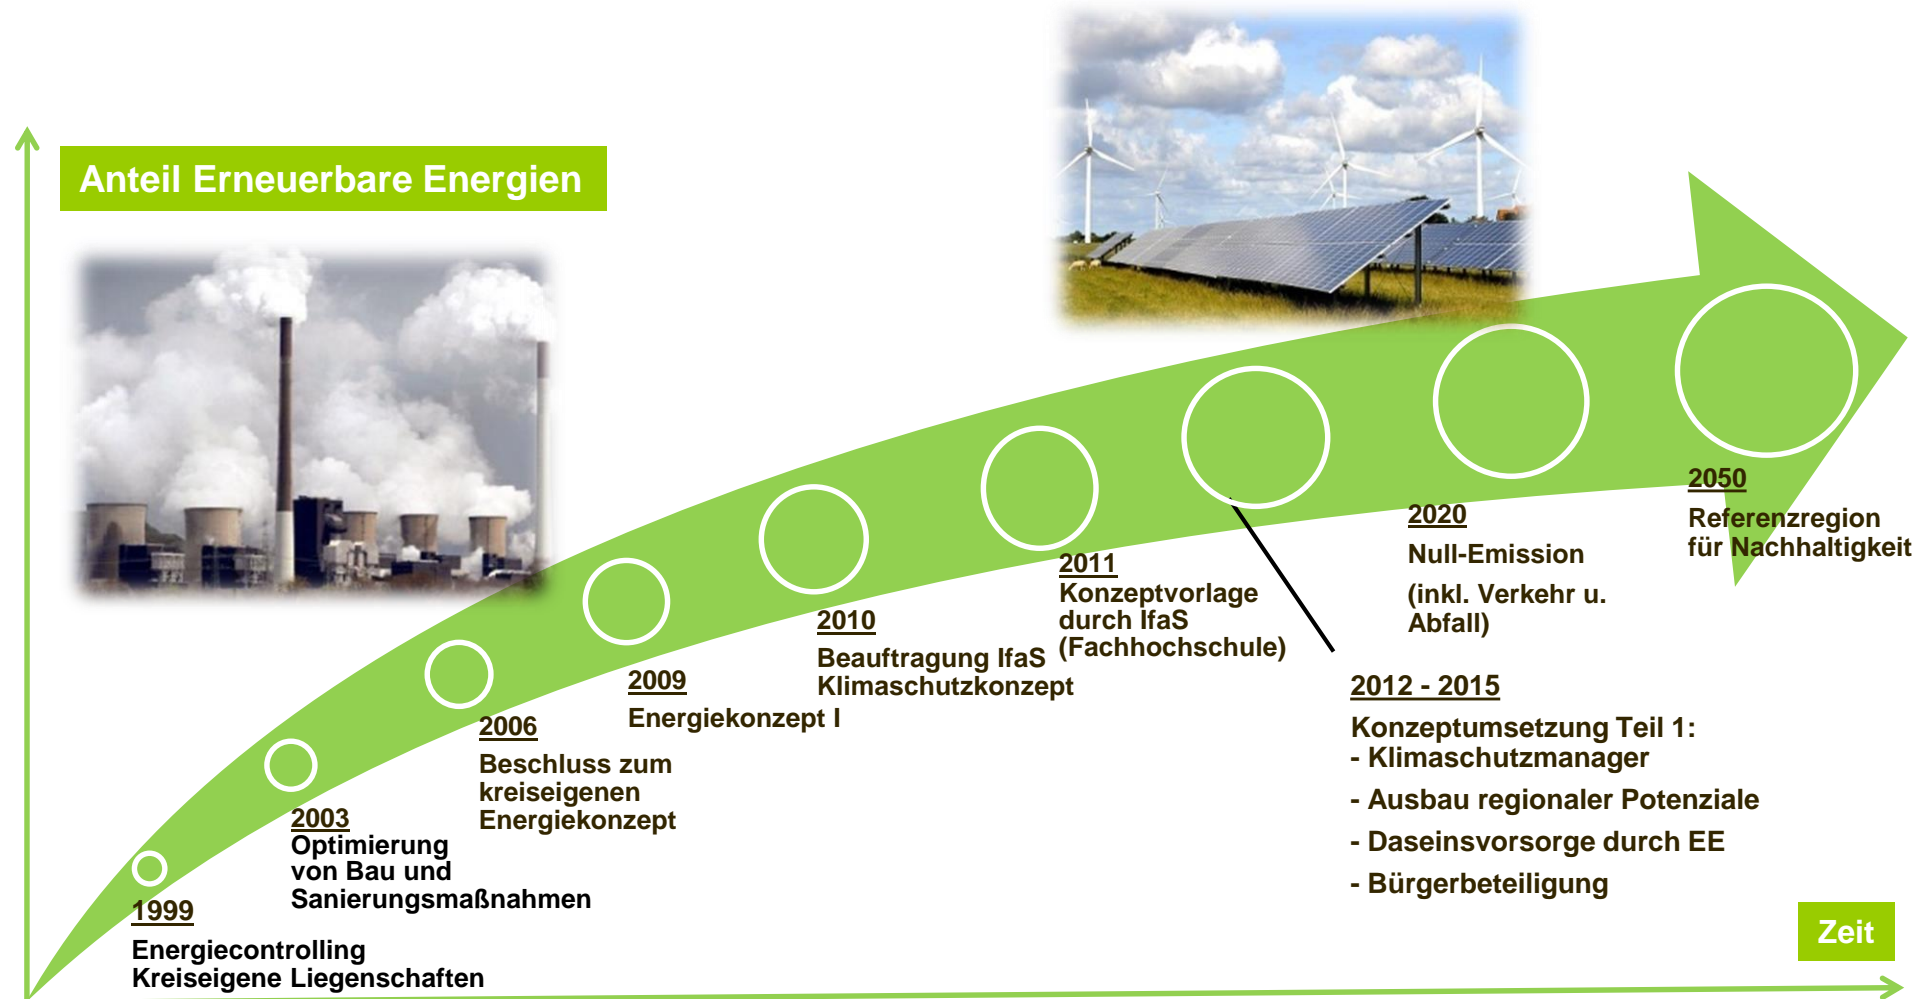 Anteil Erneuerbare Energien
1999
Energiecontrolling
Kreiseigene Liegenschaften
2003
Optimierung
von Bau und
Sanierungsmaßnahmen
2006
Beschluss zum
kreiseigenen
Energiekonzept
2009
Energiekonzept I
2010
Beauftragung IfaS
Klimaschutzkonzept
2011
Konzeptvorlage
durch IfaS
(Fachhochschule)
2012 - 2015
Konzeptumsetzung Teil 1:
- Klimaschutzmanager
- Ausbau regionaler Potenziale
- Daseinsvorsorge durch EE
- Bürgerbeteiligung
2020
Null-Emission
(inkl. Verkehr u.
Abfall)
2050
Referenzregion
für Nachhaltigkeit
Zeit